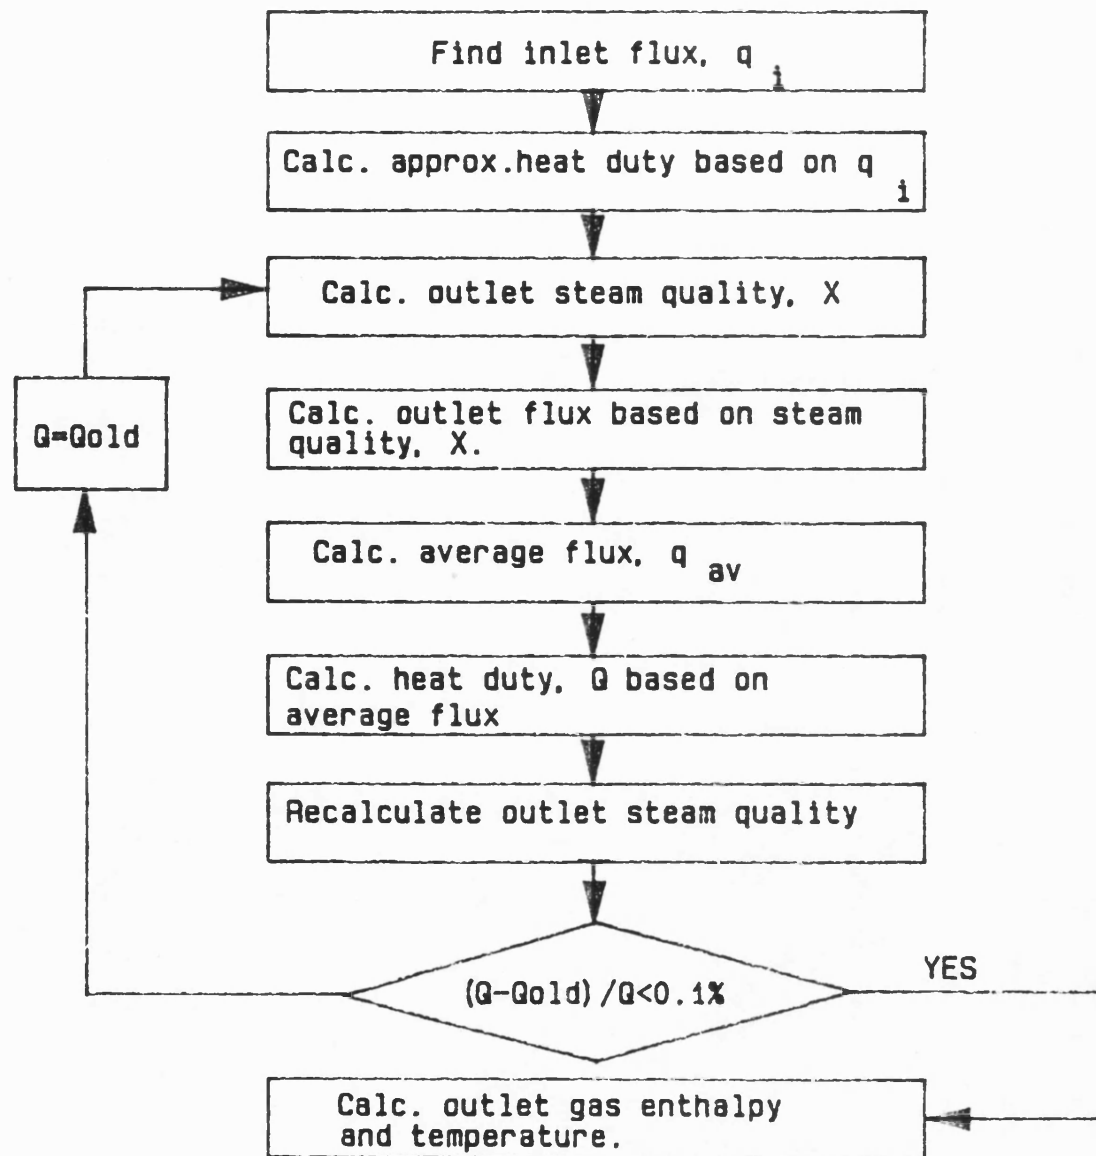 Find inlet flux, q i
Calc. approx.heat duty based on q i
Calc. outlet steam quality, X
Calc. outlet flux based on steam
quality, X.
Q=Qold
Calc. average flux, q av
Calc. heat duty, Q based on
average flux
Recalculate outlet steam quality
(Q-Qold)/Q<0.1%
YES
Calc. outlet gas enthalpy
and temperature.